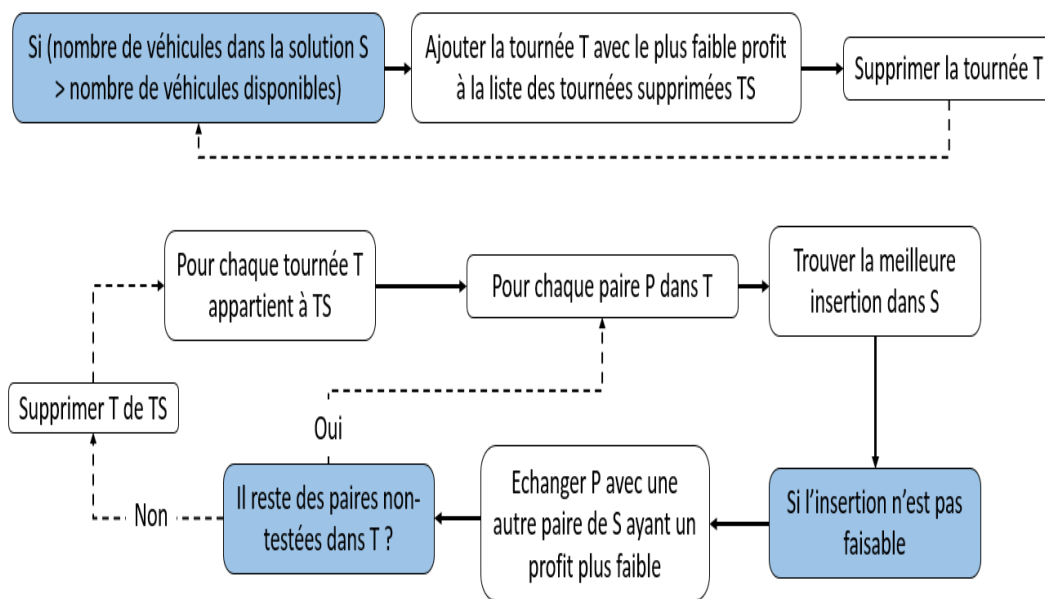 Si (nombre de véhicules dans la solution S
> nombre de véhicules disponibles)
Ajouter la tournée T avec le plus faible profit
à la liste des tournées supprimées TS
Supprimer la tournée T
Pour chaque tournée T
appartient à TS
Pour chaque paire P dans T
Trouver la meilleure
insertion dans S
Supprimer T de TS
Oui
Non
Il reste des paires non-
testées dans T ?
Echanger P avec une
autre paire de S ayant un
profit plus faible
Si l’insertion n’est pas
faisable